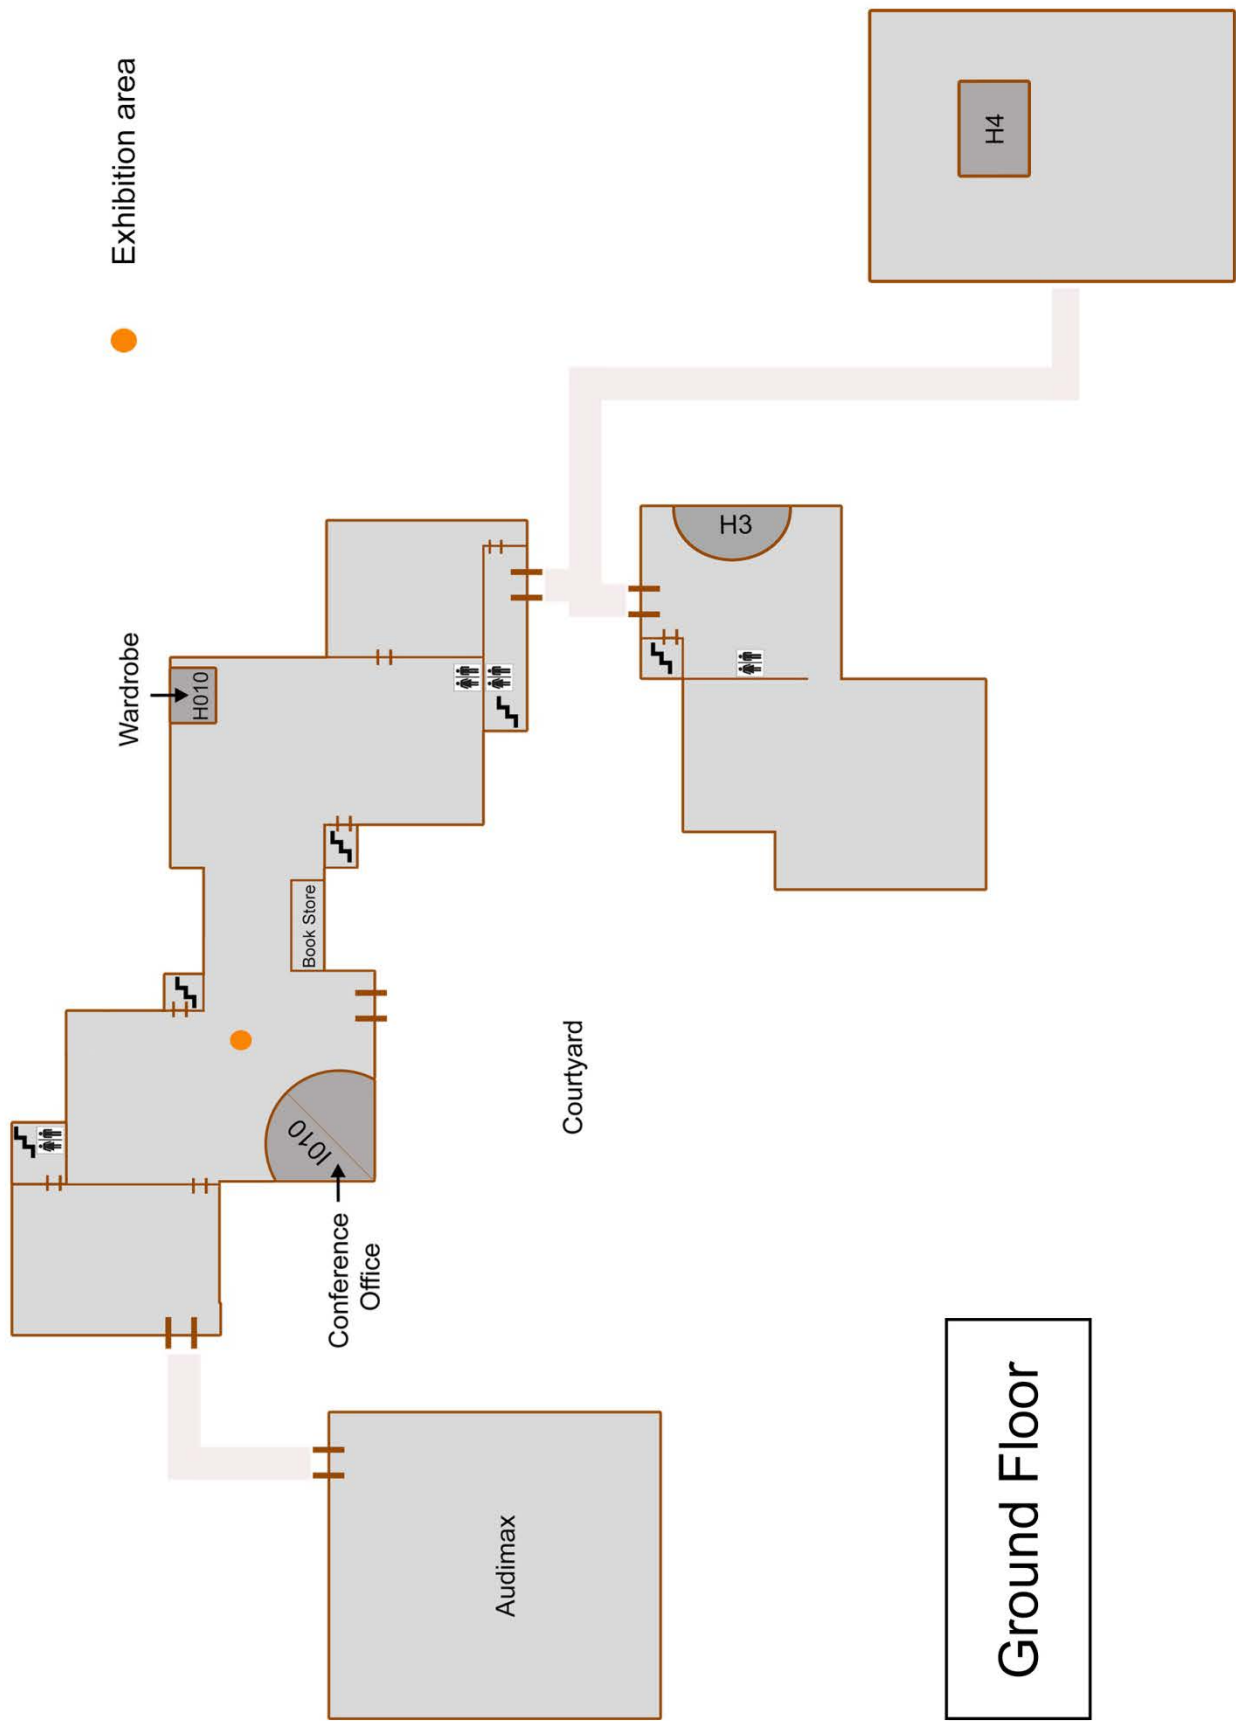 Exhibition area
H4
H3
Wardrobe
H010
Book Store
Courtyard
I010
Conference
Office
Audimax
Ground Floor